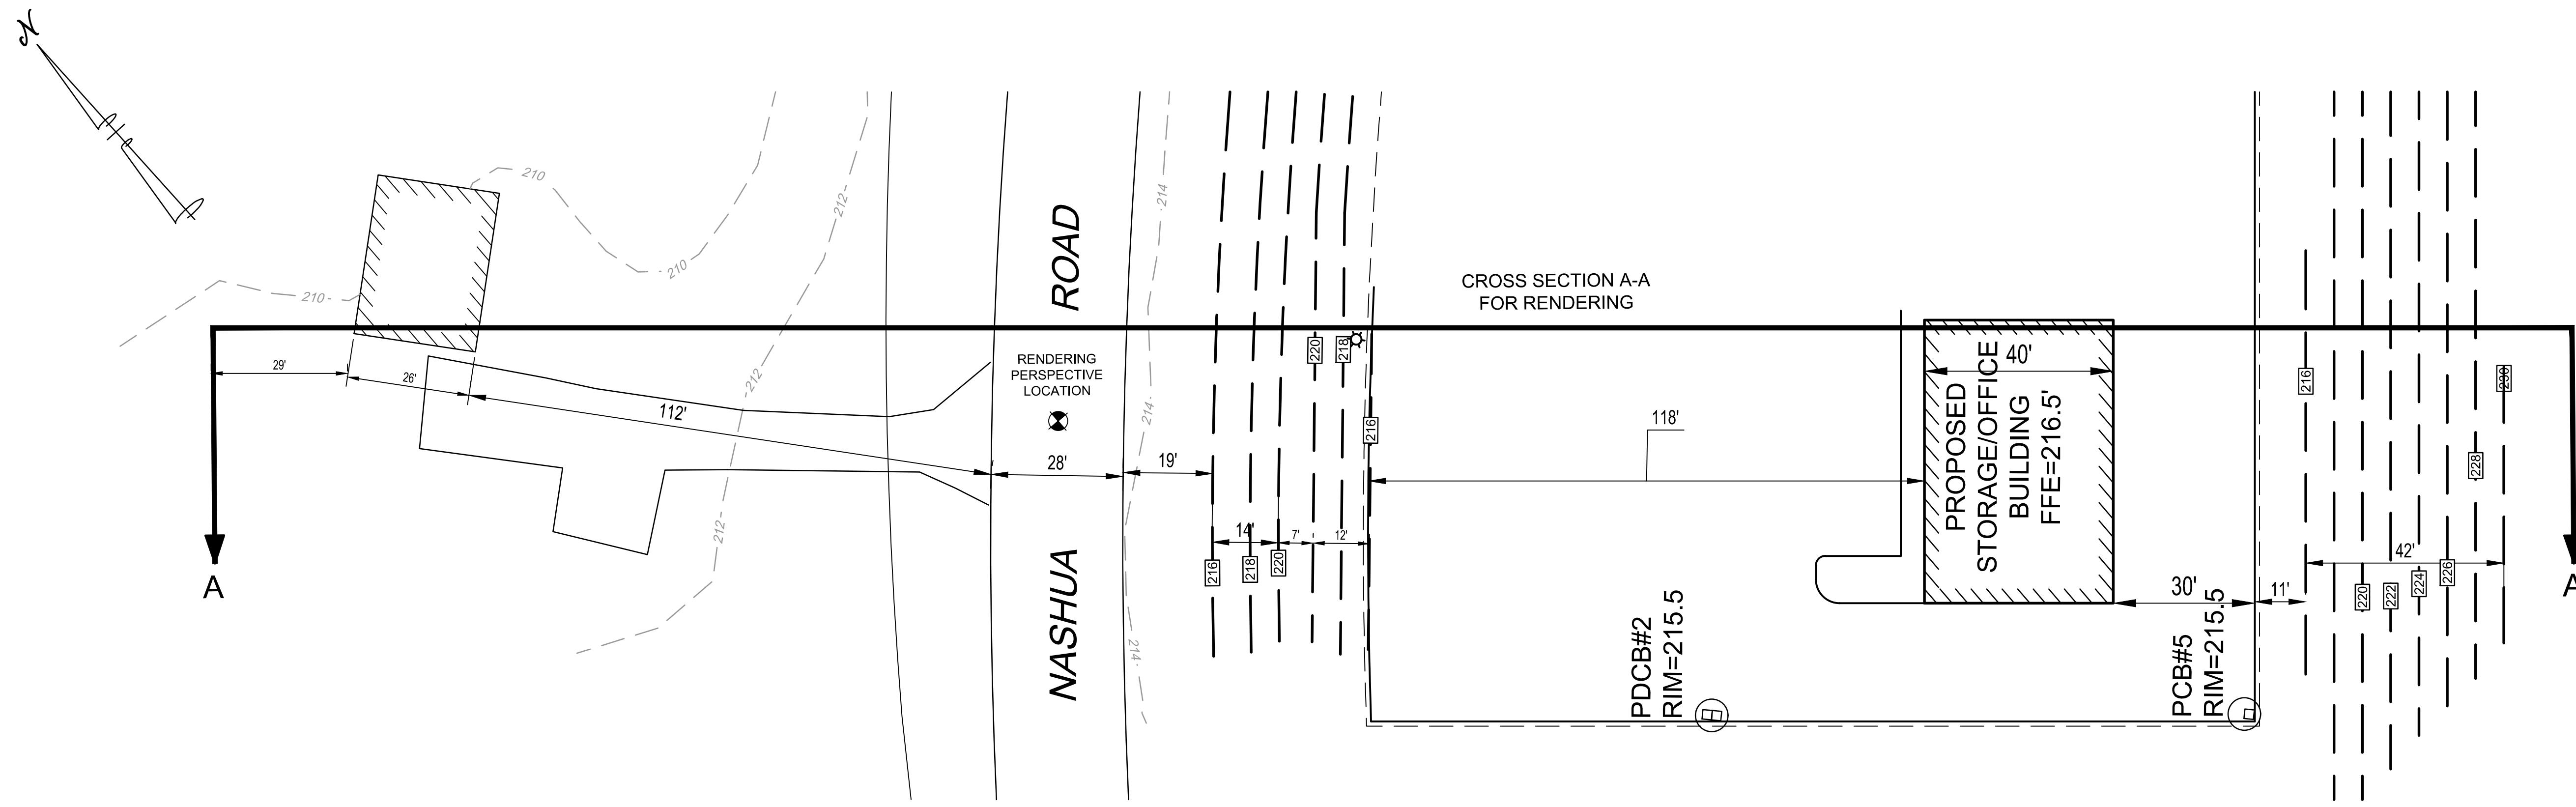 N
210
210
210
212
212
212
29'
26'
112'
A
ROAD
NASHUA
RENDERING
PERSPECTIVE
LOCATION
28'
19'
214
214
214
14'
7'
12'
216
218
220
220
218
216
CROSS SECTION A-A
FOR RENDERING
118'
40'
PROPOSED
STORAGE/OFFICE
BUILDING
FFE=216.5'
PDCB#2
RIM=215.5
30'
PCB#5
RIM=215.5
11'
216
42'
220
222
224
226
228
230
A